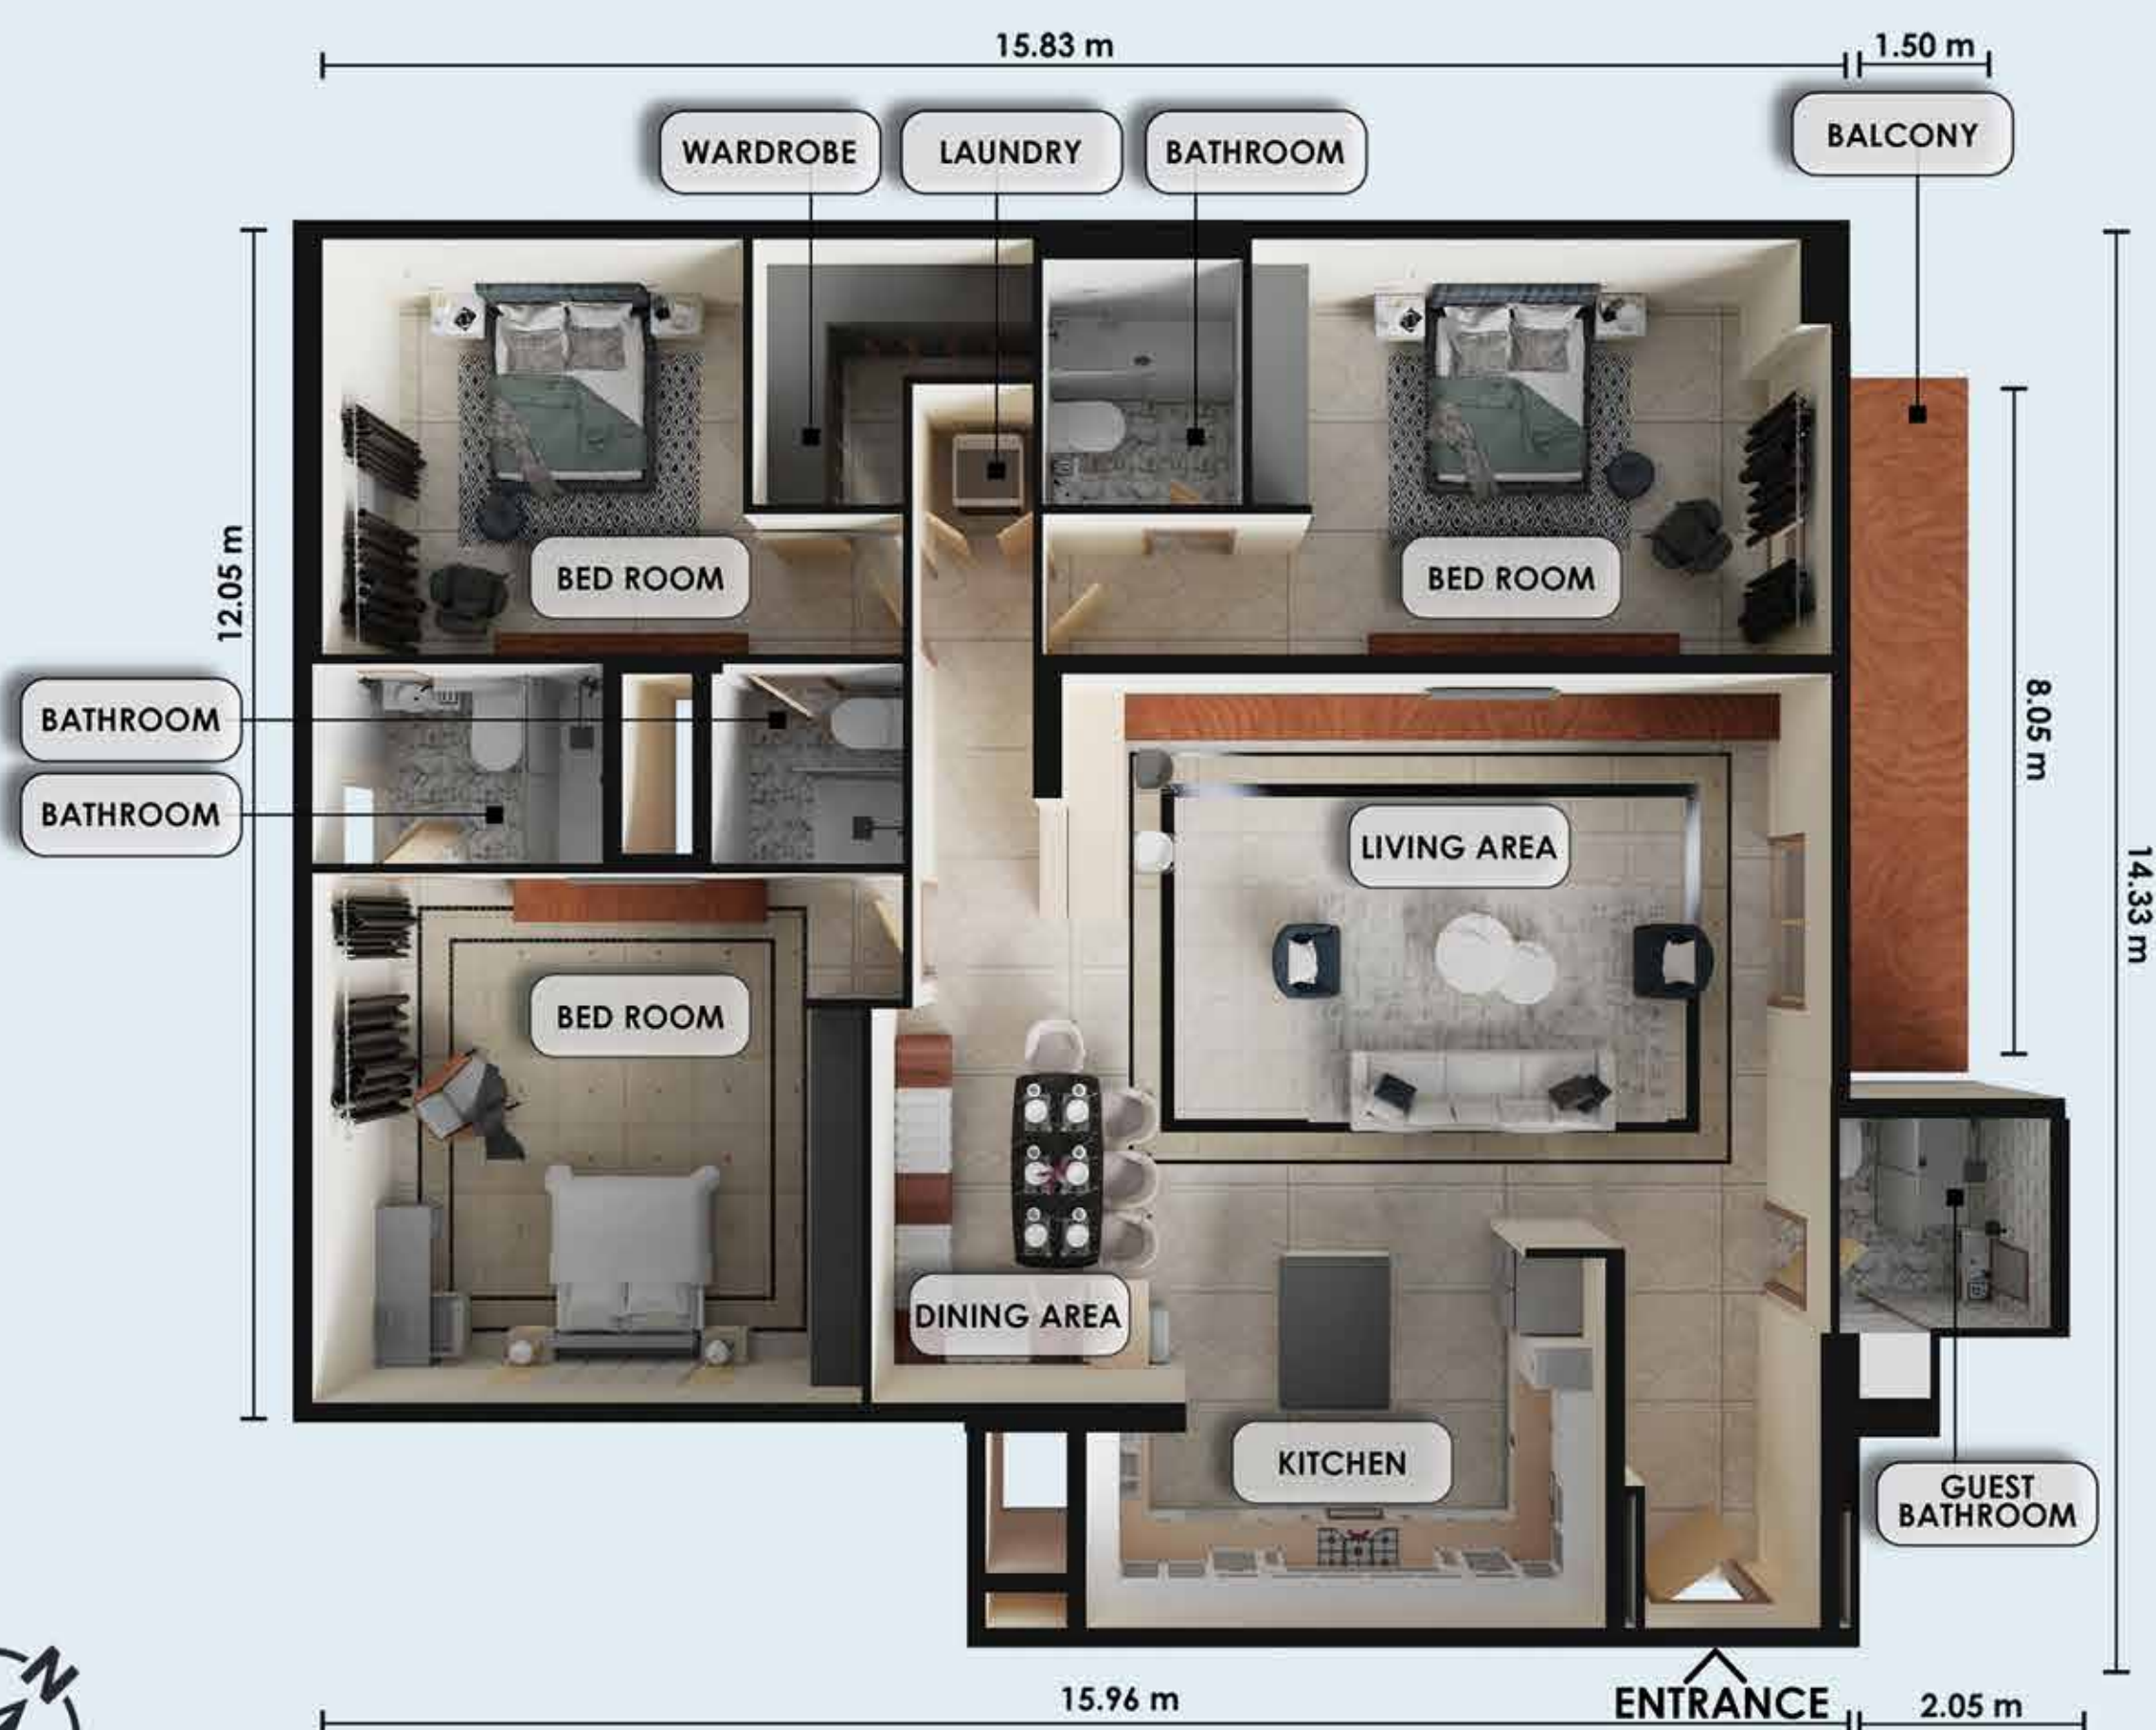 15.83 m
1.50 m
WARDROBE
LAUNDRY
BATHROOM
BALCONY
BED ROOM
BED ROOM
12.05 m
BATHROOM
BATHROOM
8.05 m
LIVING AREA
14.33 m
BED ROOM
DINING AREA
KITCHEN
GUEST
BATHROOM
N
ENTRANCE
15.96 m
2.05 m